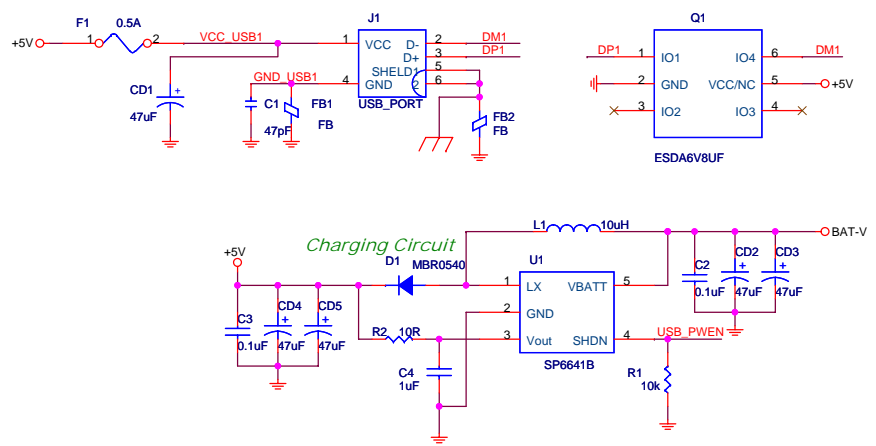 F1 0.5A
+5V 1 2 VCC_USB1
CD1
+
47uF
GND_USB1
C1
47pF
FB1
FB
J1
1 VCC D- 2 DM1
D+ 3 DP1
SHELD1 5
4 GND 2 6
USB_PORT
FB2
FB
Q1
DP1 1 IO1 IO4 6 DM1
2 GND VCC/NC 5 +5V
3 IO2 IO3 4
ESDA6V8UF
Charging Circuit
+5V
D1
MBR0540
L1 10uH
BAT-V
U1
1 LX VBATT 5
2 GND
3 Vout SHDN 4 USB_PWEN
SP6641B
C3
0.1uF
CD4
+
47uF
CD5
+
47uF
R2 10R
C4
1uF
R1
10k
C2
0.1uF
CD2
+
47uF
CD3
+
47uF